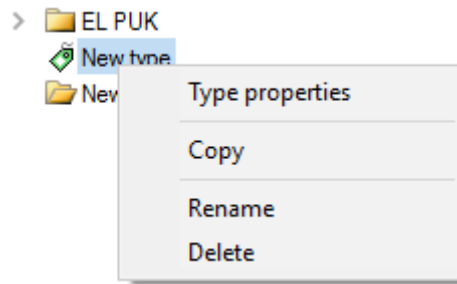 EL PUK
New type
New
Type properties
Copy
Rename
Delete